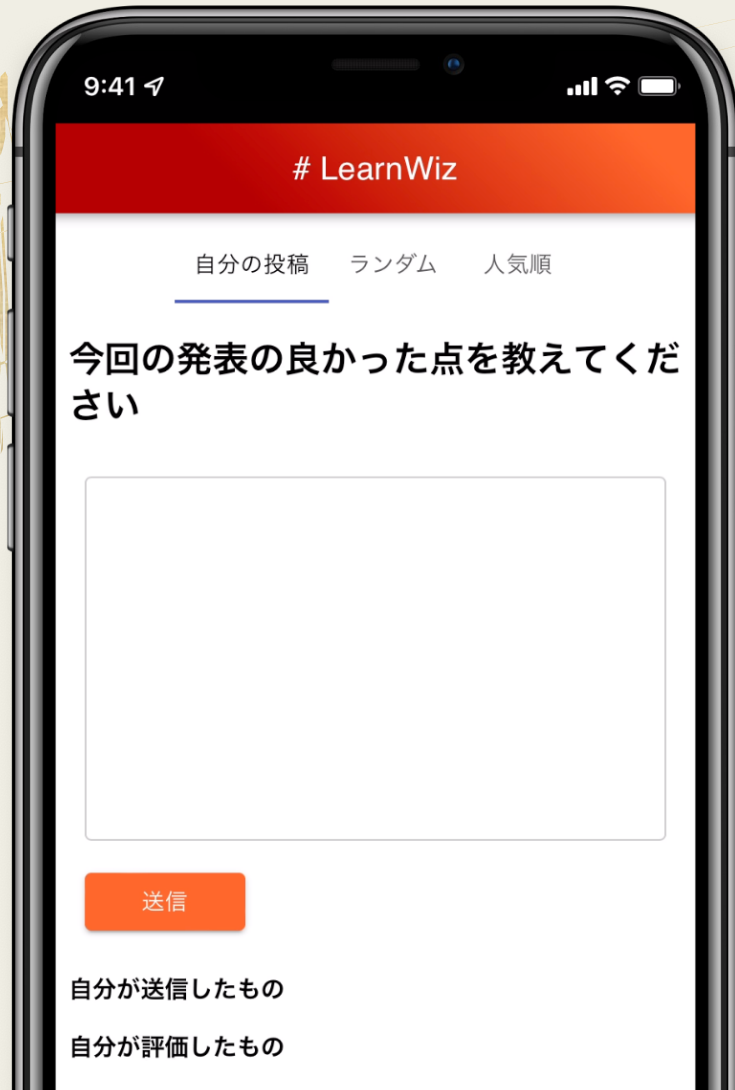 9:41
# LearnWiz
自分の投稿 ランダム 人気順
今回の発表の良かった点を教えてくだ
さい
送信
自分が送信したもの
自分が評価したもの